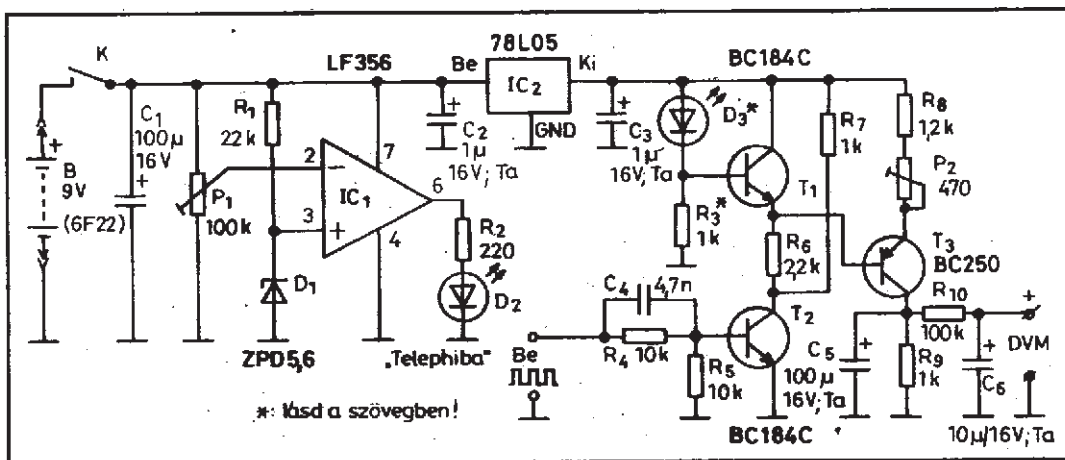 K
B
9V
(6F22)
C1
100µ
16V
P1
100k
R1
22k
D1
ZPD5,6
LF356
2
3
7
6
4
IC1
R2
220
D2
„Telephiba"
Be
78L05
Ki
IC2
GND
C2
1µ
16V; Ta
C3
1µ
16V; Ta
D3*
R3*
1k
BC184C
T1
R7
1k
R6
2,2k
R8
1,2k
P2
470
T3
BC250
C4
4,7n
R4
10k
Be
R5
10k
T2
BC184C
C5
100µ
16V; Ta
R9
1k
R10
100k
C6
10µ/16V; Ta
DVM
*: lásd a szövegben!